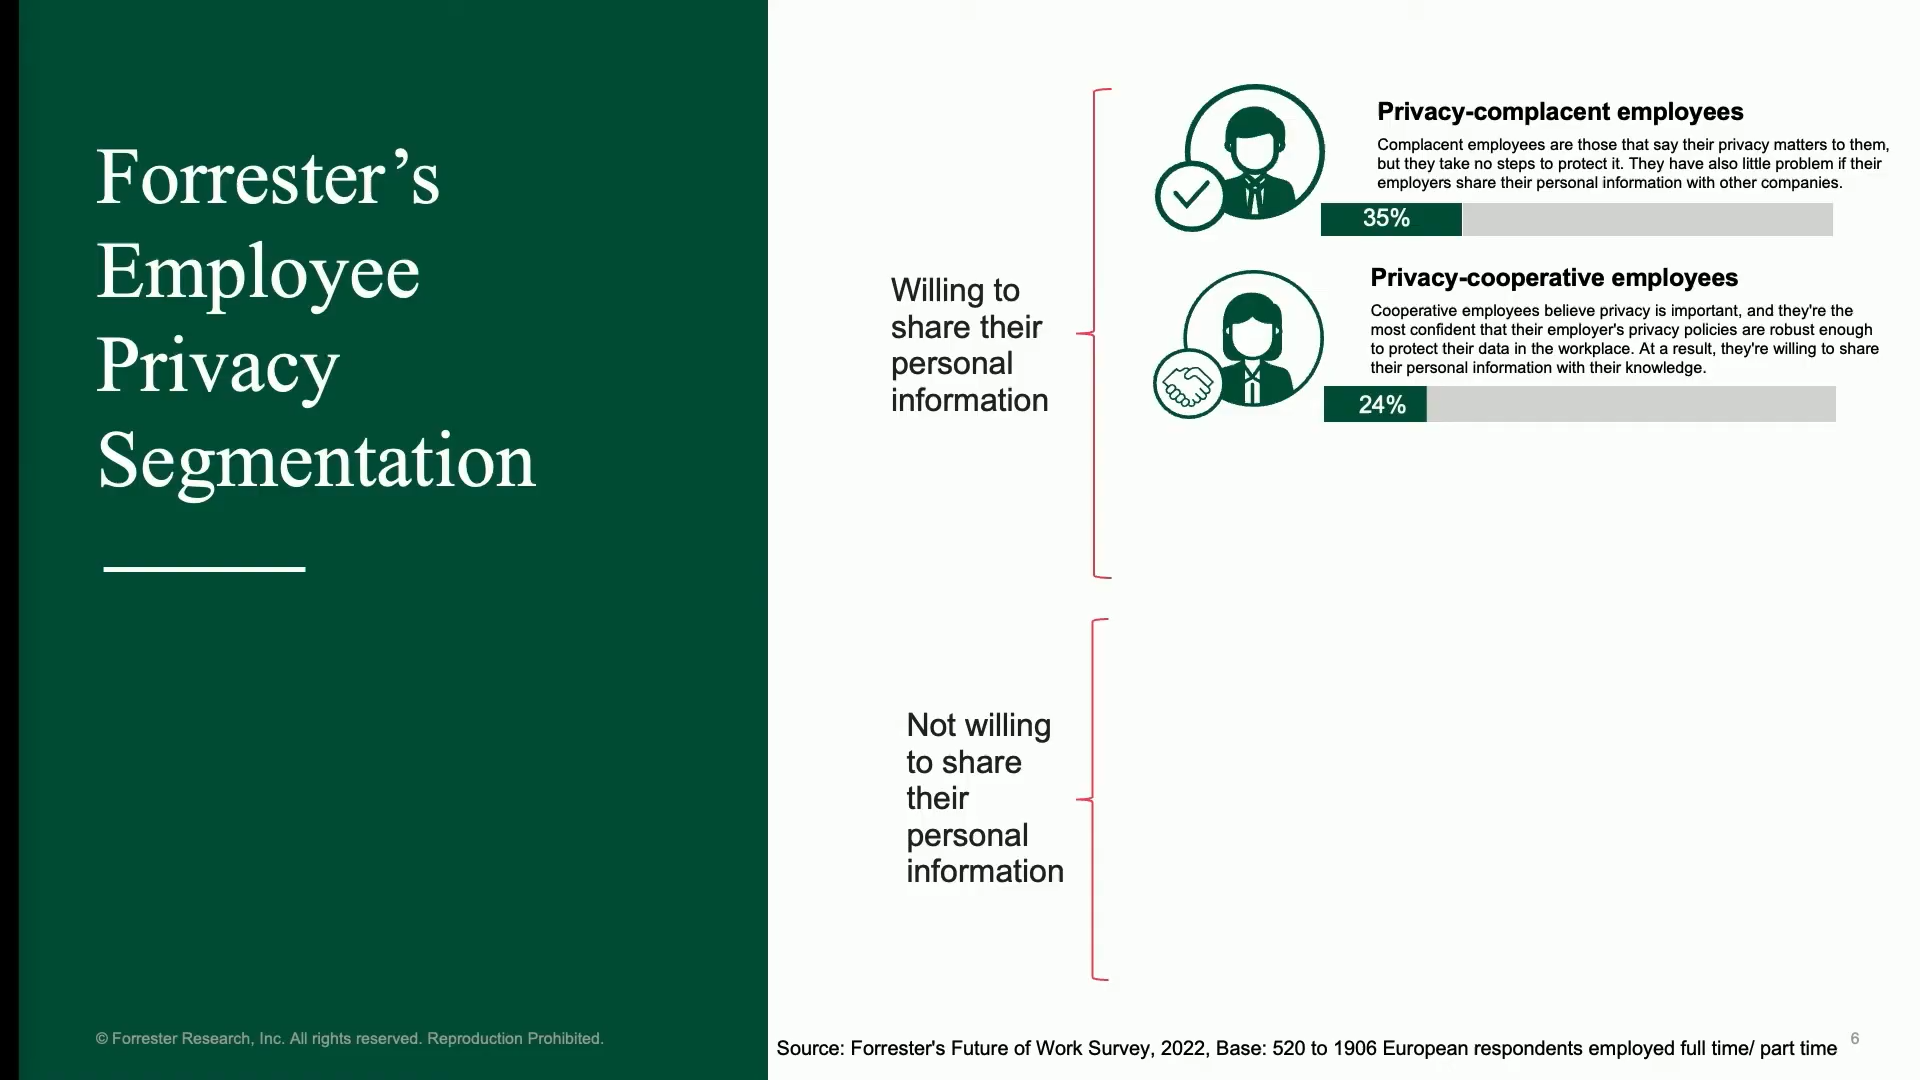 Forrester’s
Employee
Privacy
Segmentation
© Forrester Research, Inc. All rights reserved. Reproduction Prohibited.
Willing to
share their
personal
information
Privacy-complacent employees
Complacent employees are those that say their privacy matters to them,
but they take no steps to protect it. They have also little problem if their
employers share their personal information with other companies.
35%
Privacy-cooperative employees
Cooperative employees believe privacy is important, and they're the
most confident that their employer's privacy policies are robust enough
to protect their data in the workplace. At a result, they're willing to share
their personal information with their knowledge.
24%
Not willing
to share
their
personal
information
Source: Forrester's Future of Work Survey, 2022, Base: 520 to 1906 European respondents employed full time/ part time
6